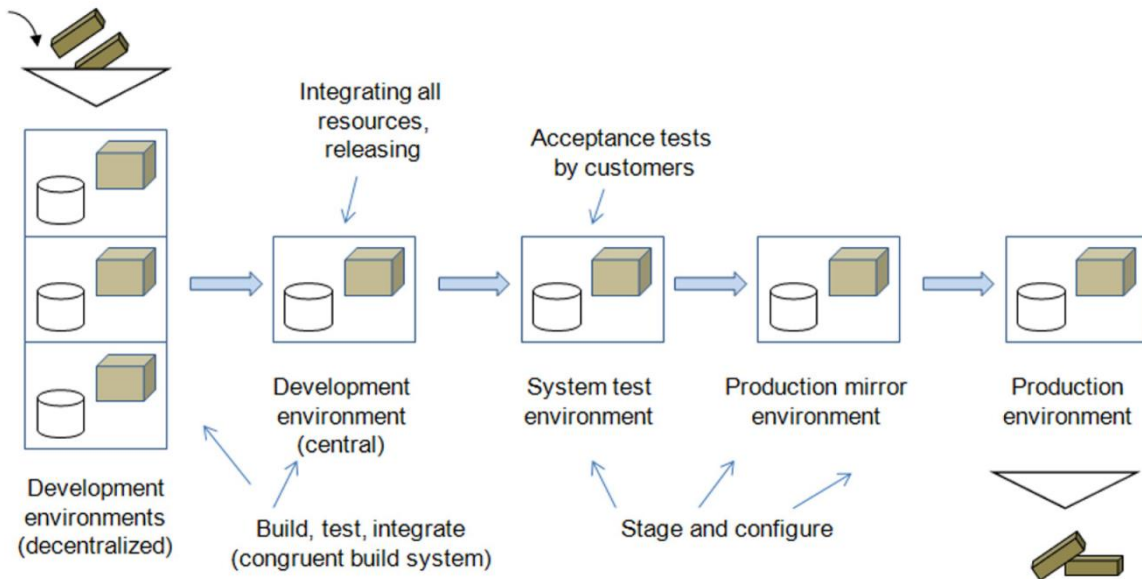 Integrating all
resources,
releasing
Acceptance tests
by customers
Development
environments
(decentralized)
Development
environment
(central)
System test
environment
Production mirror
environment
Production
environment
Build, test, integrate
(congruent build system)
Stage and configure